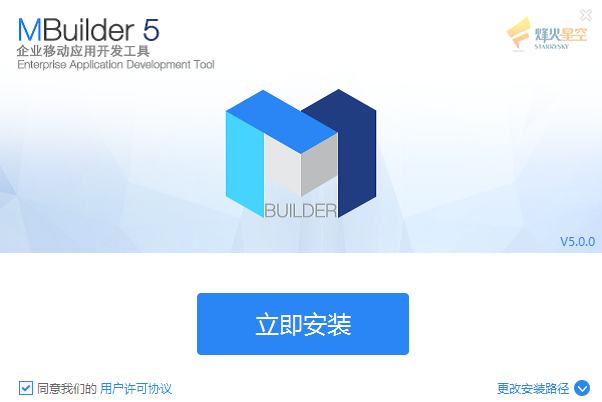 MBuilder 5
企业移动应用开发工具
Enterprise Application Development Tool
烽火星空
STARRYSKY
BUILDER
V5.0.0
立即安装
同意我们的 用户许可协议
更改安装路径